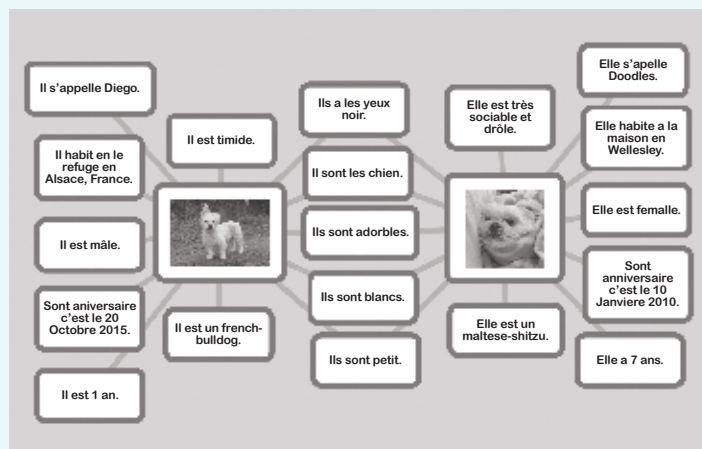 Il s'appelle Diego.
Il est timide.
Il habit en le
refuge en
Alsace, France.
Il est mâle.
Sont aniversaire
c'est le 20
Octobre 2015.
Il est un french-
bulldog.
Il est 1 an.
Ils a les yeux
noir.
Il sont les chien.
Ils sont adorbles.
Ils sont blancs.
Ils sont petit.
Elle est très
sociable et
drôle.
Elle s'apelle
Doodles.
Elle habite a la
maison en
Wellesley.
Elle est femalle.
Sont
anniversaire
c'est le 10
Janviere 2010.
Elle est un
maltese-shitzu.
Elle a 7 ans.